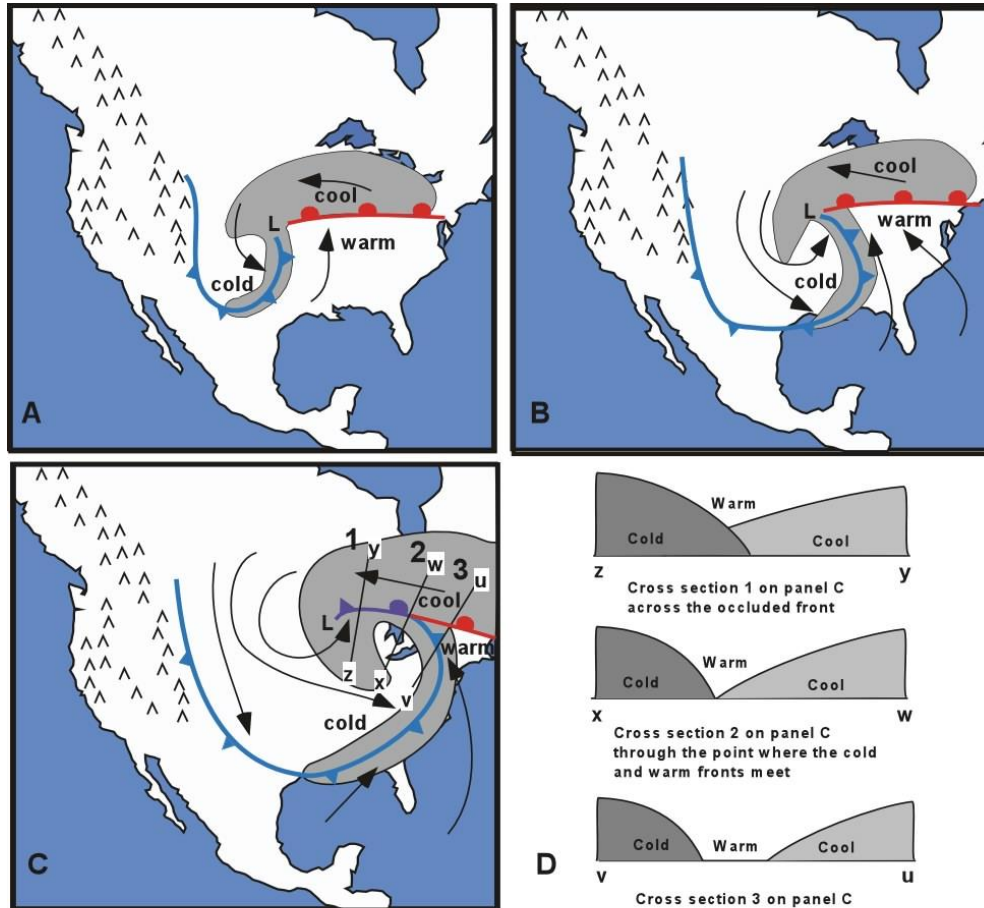 cool
L
warm
cold
A
cool
L
warm
cold
B
1
y
2
w
3
u
cool
L
warm
z
x
v
cold
C
Warm
Cold
Cool
z
y
Cross section 1 on panel C
across the occluded front
Warm
Cold
Cool
x
w
Cross section 2 on panel C
through the point where the cold
and warm fronts meet
Warm
Cold
Cool
v
u
D
Cross section 3 on panel C